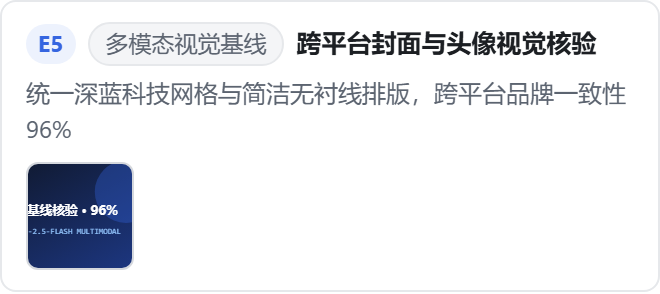 E5 多模态视觉基线 跨平台封面与头像视觉核验
统一深蓝科技网格与简洁无衬线排版，跨平台品牌一致性
96%
基线核验 • 96%
-2.5-FLASH MULTIMODAL